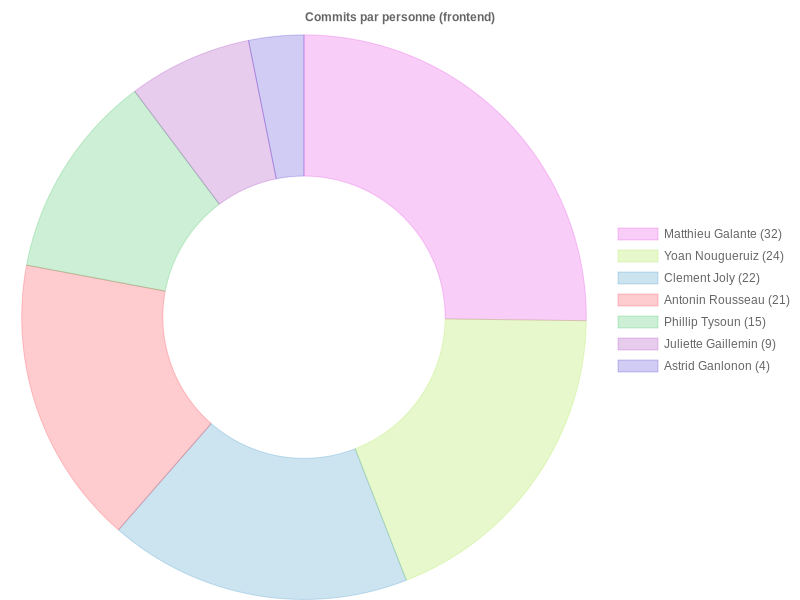 Commits par personne (frontend)
Matthieu Galante (32)
Yoan Nougueruiz (24)
Clement Joly (22)
Antonin Rousseau (21)
Phillip Tysoun (15)
Juliette Gaillemin (9)
Astrid Ganlonon (4)